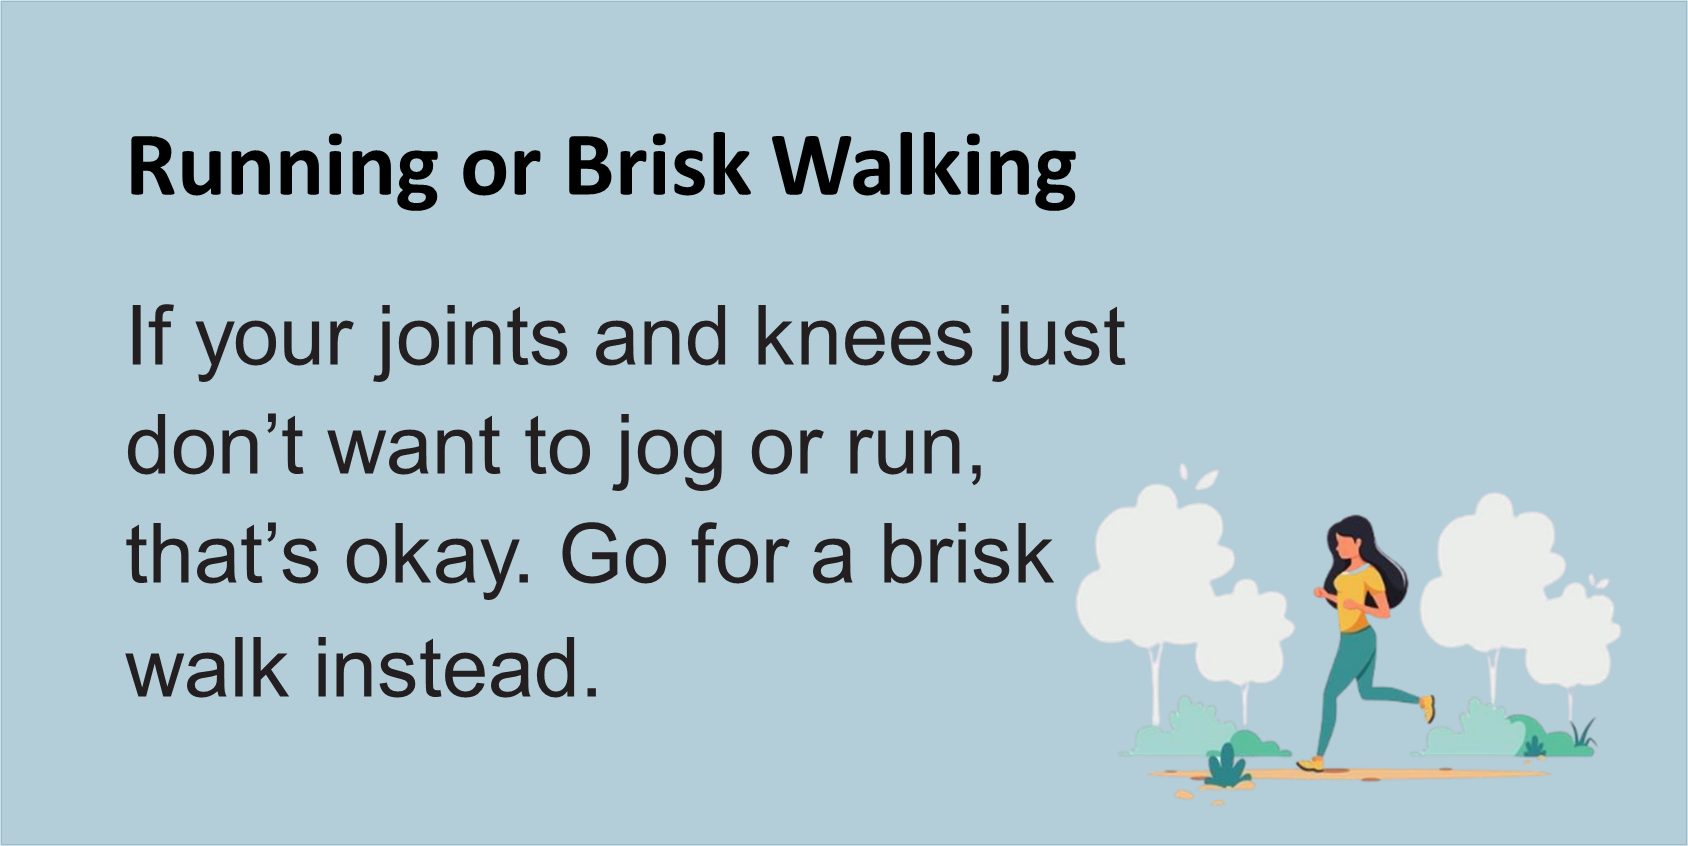 Running or Brisk Walking
If your joints and knees just
don’t want to jog or run,
that’s okay. Go for a brisk
walk instead.